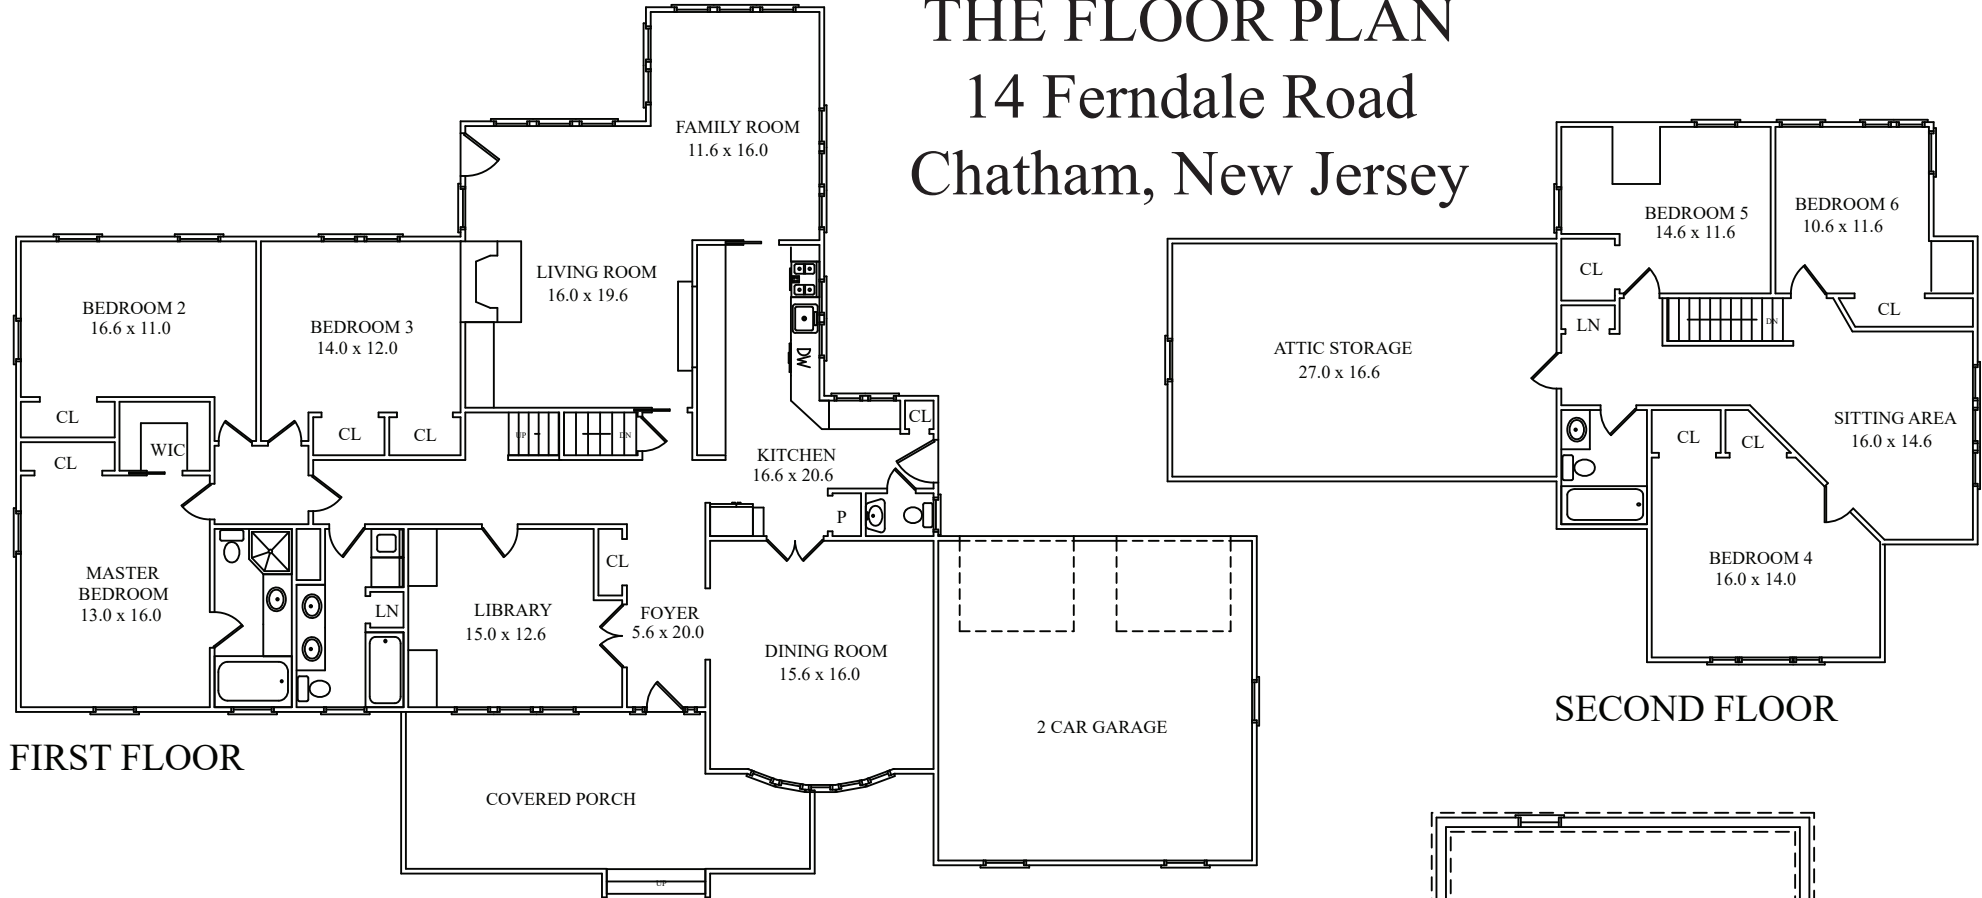 THE FLOOR PLAN
14 Ferndale Road
Chatham, New Jersey
FAMILY ROOM
11.6 x 16.0
LIVING ROOM
16.0 x 19.6
BEDROOM 2
16.6 x 11.0
BEDROOM 3
14.0 x 12.0
DW
CL
WIC
CL
CL
CL
UP
DN
CL
KITCHEN
16.6 x 20.6
P
MASTER
BEDROOM
13.0 x 16.0
LN
LIBRARY
15.0 x 12.6
CL
FOYER
5.6 x 20.0
DINING ROOM
15.6 x 16.0
2 CAR GARAGE
COVERED PORCH
UP
FIRST FLOOR
BEDROOM 5
14.6 x 11.6
BEDROOM 6
10.6 x 11.6
CL
LN
DN
CL
ATTIC STORAGE
27.0 x 16.6
SITTING AREA
16.0 x 14.6
CL
CL
BEDROOM 4
16.0 x 14.0
SECOND FLOOR